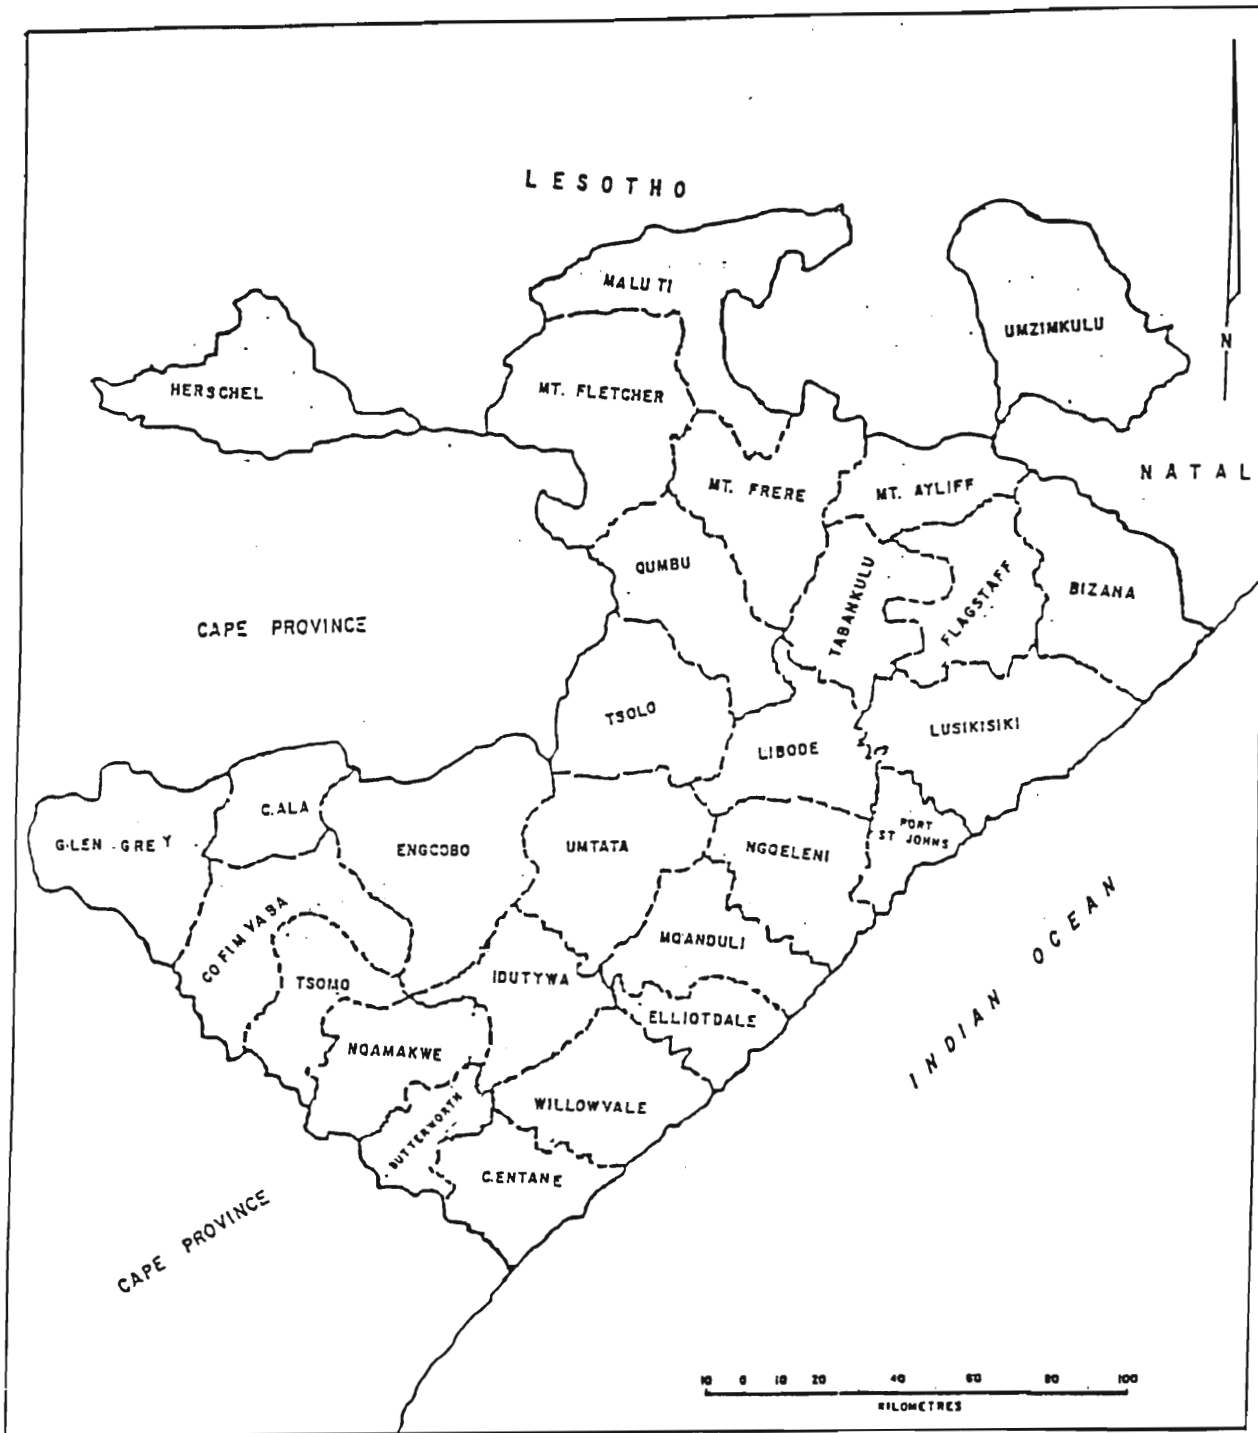 LESOTHO
MALUTI
UMZIMKULU
N
HERSCHEL
MT. FLETCHER
NATAL
MT. FRERE
MT. AYLIFF
QUMBU
TABANKULU
FLAGSTAFF
BIZANA
CAPE PROVINCE
TSOLO
LIBODE
LUSIKISIKI
C.ALA
GLEN GREY
ENGCOBO
UMTATA
NGQELENI
PORT
ST JOHNS
COFIMVABA
MQANDULI
INDIAN OCEAN
TSOMO
IDUTYWA
ELLIOTDALE
NQAMAKWE
WILLOWVALE
BUTTERWORTH
C.ENTANE
CAPE PROVINCE
10 0 10 20 40 60 80 100
KILOMETRES